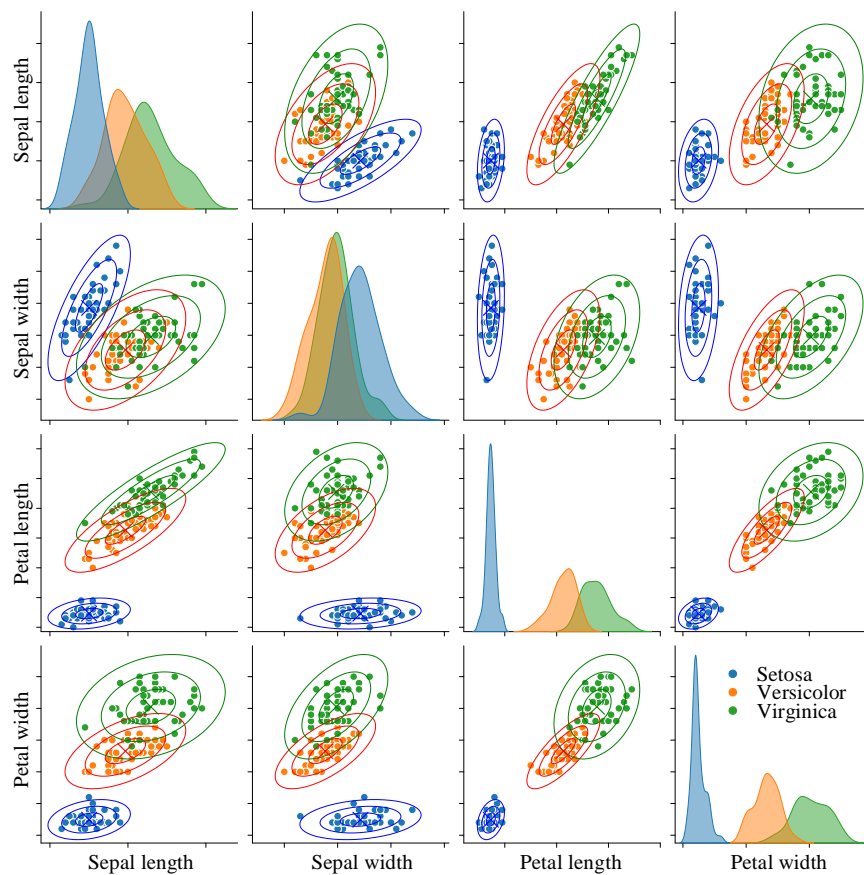 Sepal length
Sepal width
Petal length
Petal width
Setosa
Versicolor
Virginica
Sepal length
Sepal width
Petal length
Petal width